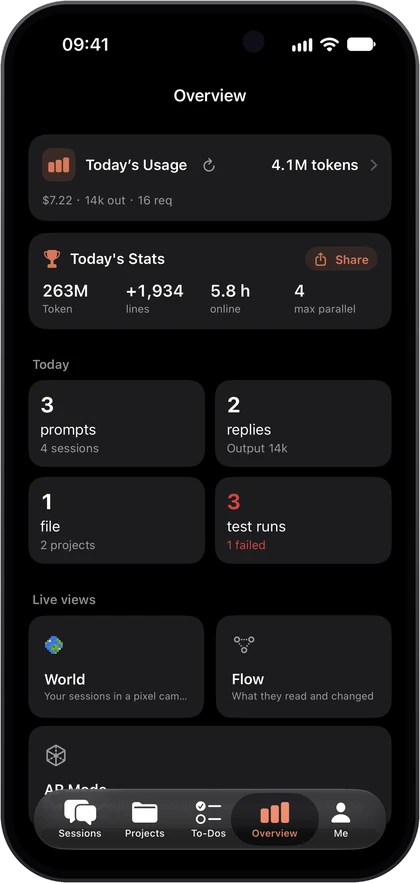 09:41
Overview
Today's Usage
4.1M tokens
$7.22 · 14k out · 16 req
Today's Stats
Share
263M +1,934 5.8 h 4
Token lines online max parallel
Today
3 2
prompts replies
4 sessions Output 14k
1 3
file test runs
2 projects 1 failed
Live views
World Flow
Your sessions in a pixel cam... What they read and changed
AR Mode
Sessions Projects To-Dos Overview Me